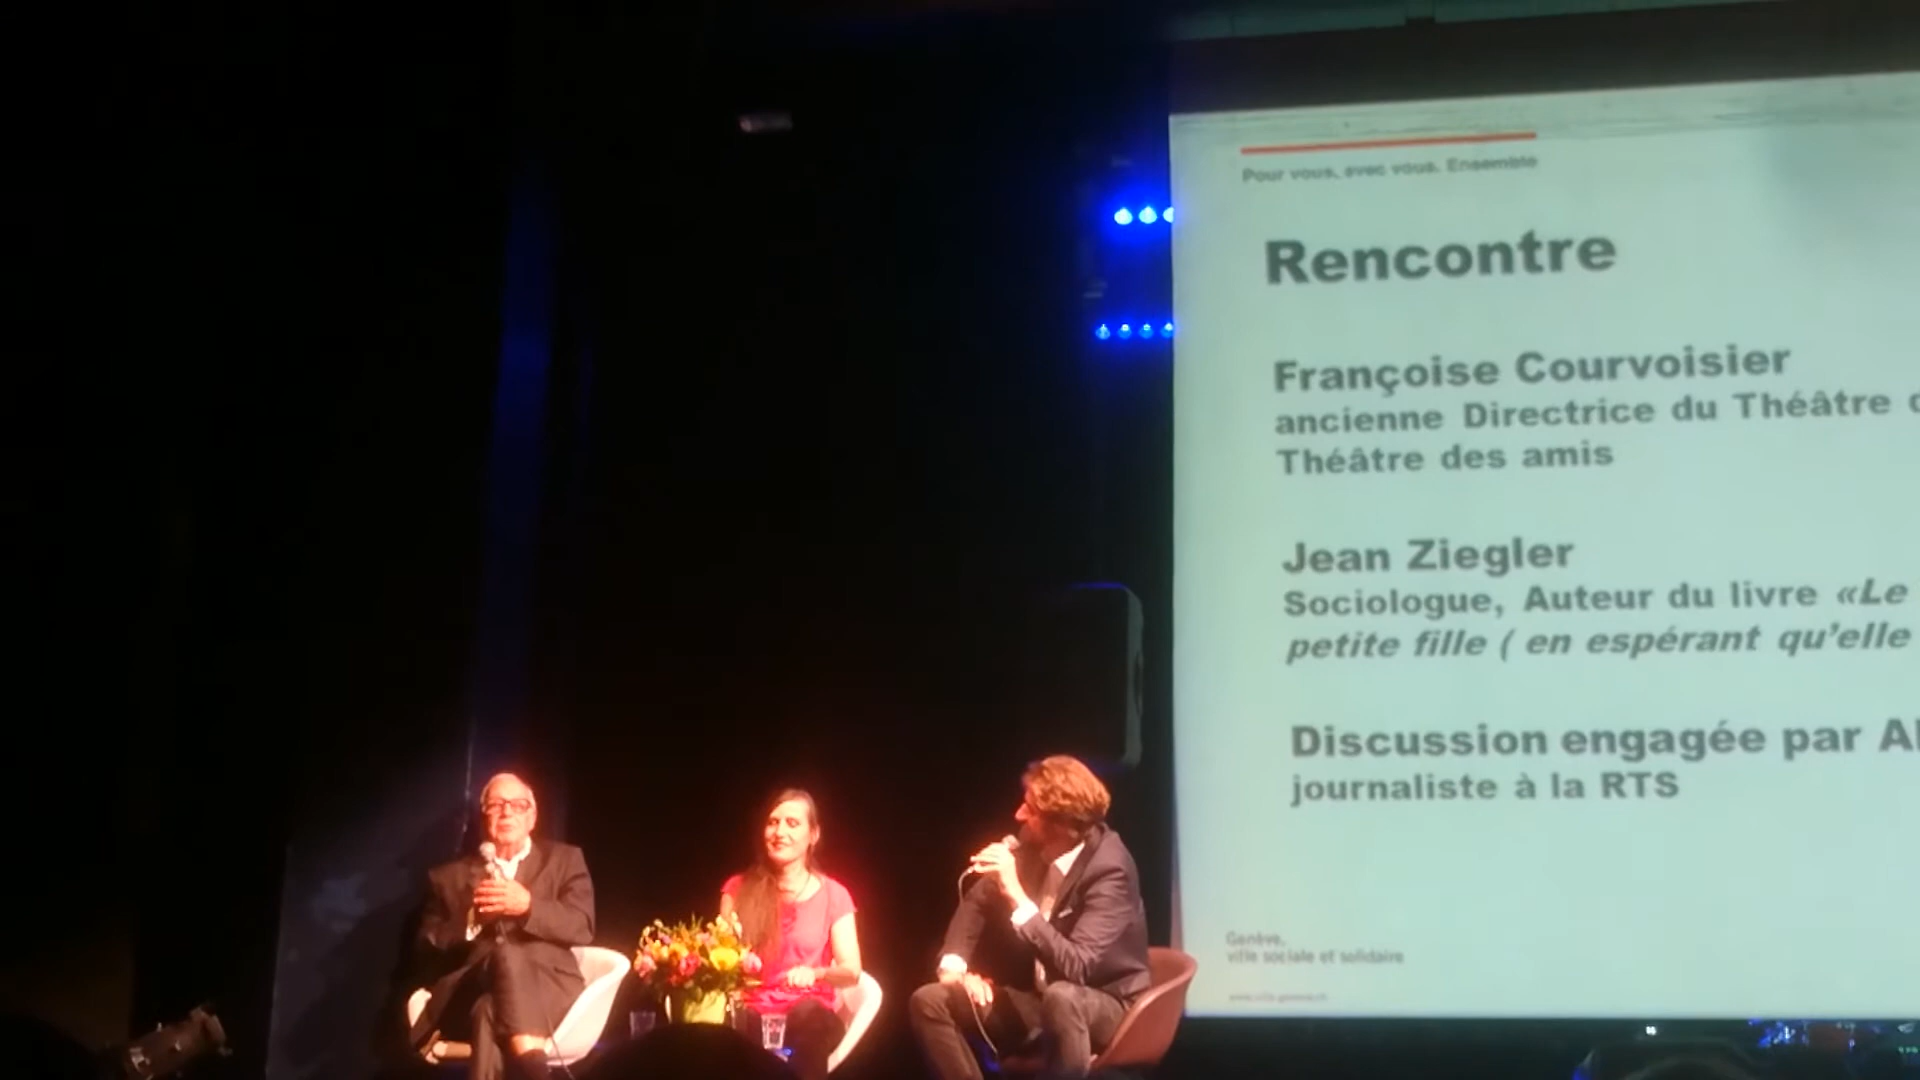 Pour vous, avec vous. Ensemble
Rencontre
Françoise Courvoisier
ancienne Directrice du Théâtre
Théâtre des amis
Jean Ziegler
Sociologue, Auteur du livre «Le
petite fille ( en espérant qu'elle
Discussion engagée par Al
journaliste à la RTS
Genève,
ville sociale et solidaire